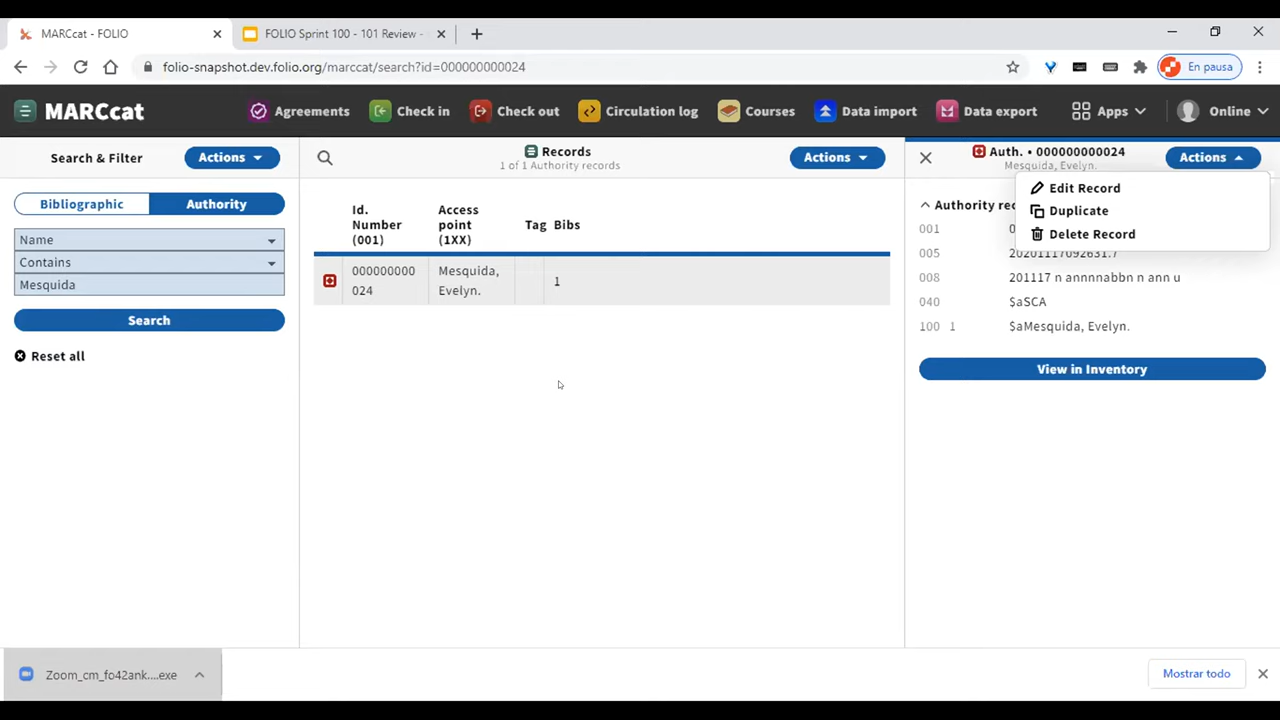 MARCcat - FOLIO
FOLIO Sprint 100 - 101 Review -
folio-snapshot.dev.folio.org/marccat/search?id=000000000024
En pausa
MARCcat
Agreements
Check in
Check out
Circulation log
Courses
Data import
Data export
Apps
Online
Search & Filter
Actions
Records
1 of 1 Authority records
Actions
Auth. • 000000000024
Mesquida, Evelyn.
Actions
Edit Record
Duplicate
Delete Record
Bibliographic
Authority
Name
Contains
Mesquida
Search
Reset all
Id.
Number
(001)
Access
point
(1XX)
Tag
Bibs
000000000
024
Mesquida,
Evelyn.
1
Authority rec
001
005 20201117092631.7
008 201117 n annnnabbn n ann u
040 $aSCA
100 1 $aMesquida, Evelyn.
View in Inventory
Zoom_cm_fo42ank....exe
Mostrar todo